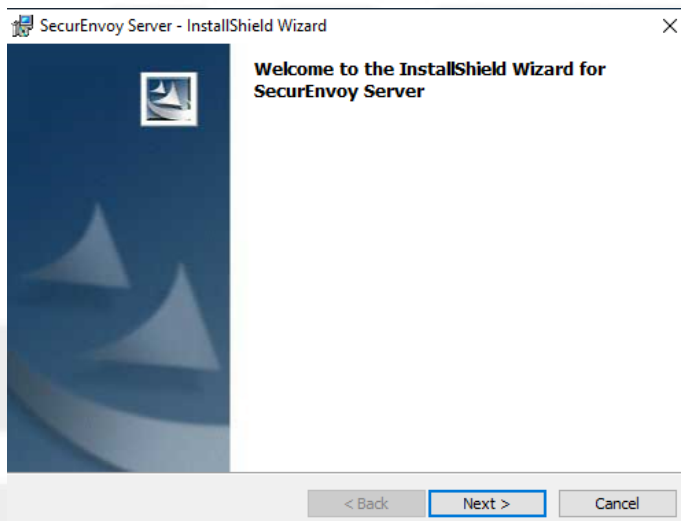 SecurEnvoy Server - InstallShield Wizard
Welcome to the InstallShield Wizard for
SecurEnvoy Server
< Back
Next >
Cancel